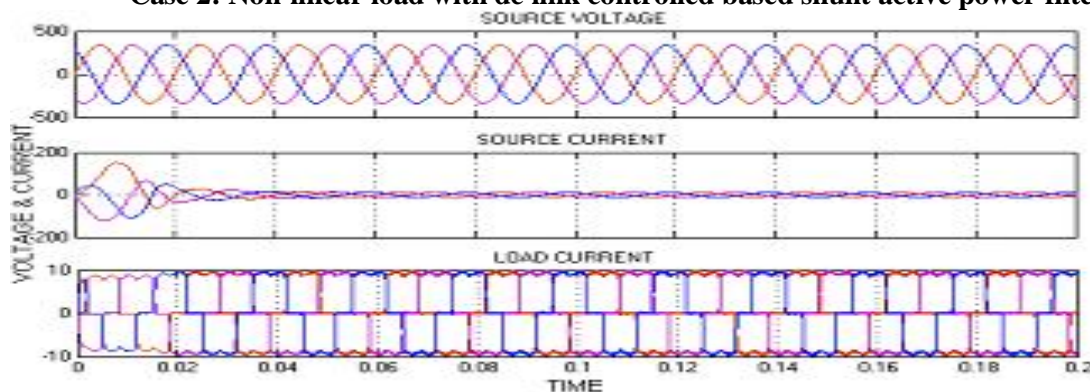 Case 2: Non linear load with dc link controlled based shunt active power
SOURCE VOLTAGE
500
0
-500
SOURCE CURRENT
200
0
-200
VOLTAGE & CURRENT
LOAD CURRENT
10
0
-10
0 0.02 0.04 0.06 0.08 0.1 0.12 0.14 0.16 0.18 0.2
TIME